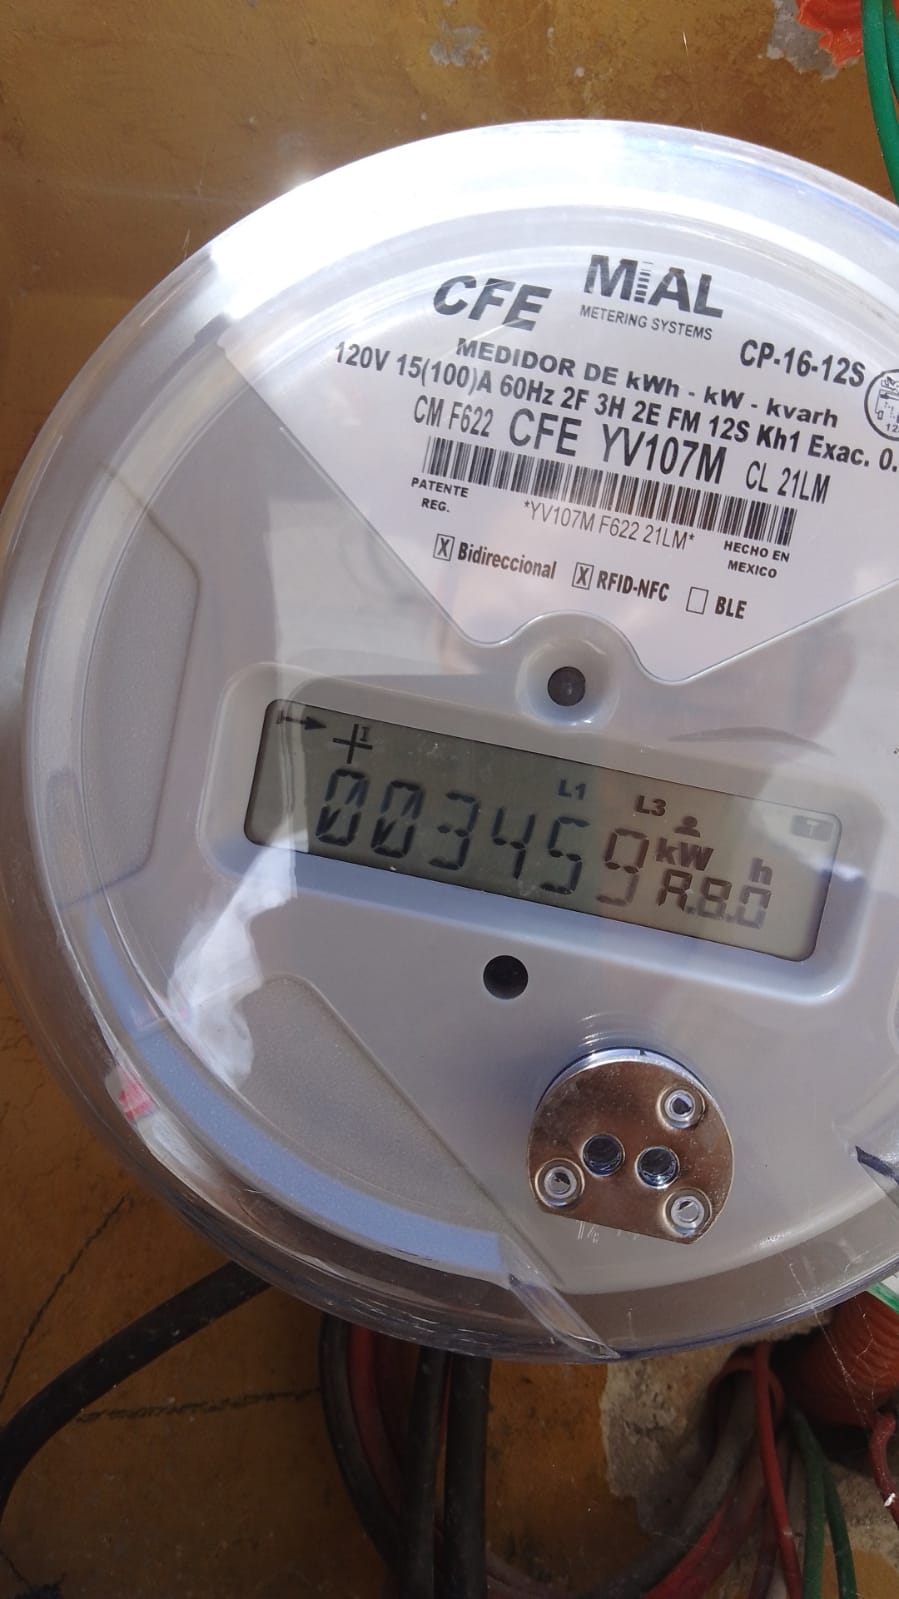 CFE
MIAL
METERING SYSTEMS
CP-16-12S
MEDIDOR DE kWh - kW - kvarh
120V 15(100)A 60Hz 2F 3H 2E FM 12S Kh1 Exac. 0.
CM F622 CFE YV107M CL 21LM
PATENTE
REG.
*YV107M F622 21LM*
HECHO EN
MEXICO
X Bidireccional X RFID-NFC BLE
+1
L1 L3
T
003459 kW h
A.8.0